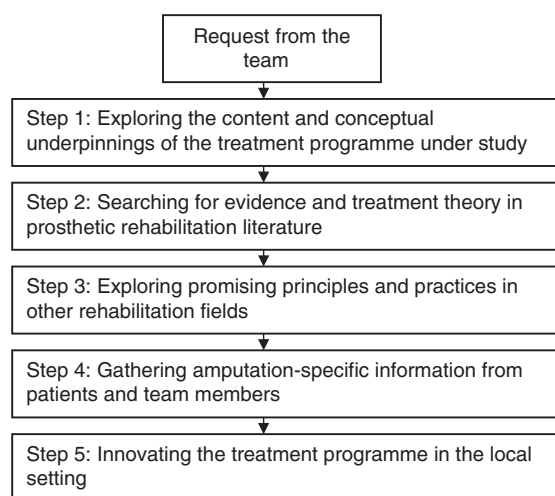 Request from the
team
Step 1: Exploring the content and conceptual
underpinnings of the treatment programme under study
Step 2: Searching for evidence and treatment theory in
prosthetic rehabilitation literature
Step 3: Exploring promising principles and practices in
other rehabilitation fields
Step 4: Gathering amputation-specific information from
patients and team members
Step 5: Innovating the treatment programme in the local
setting